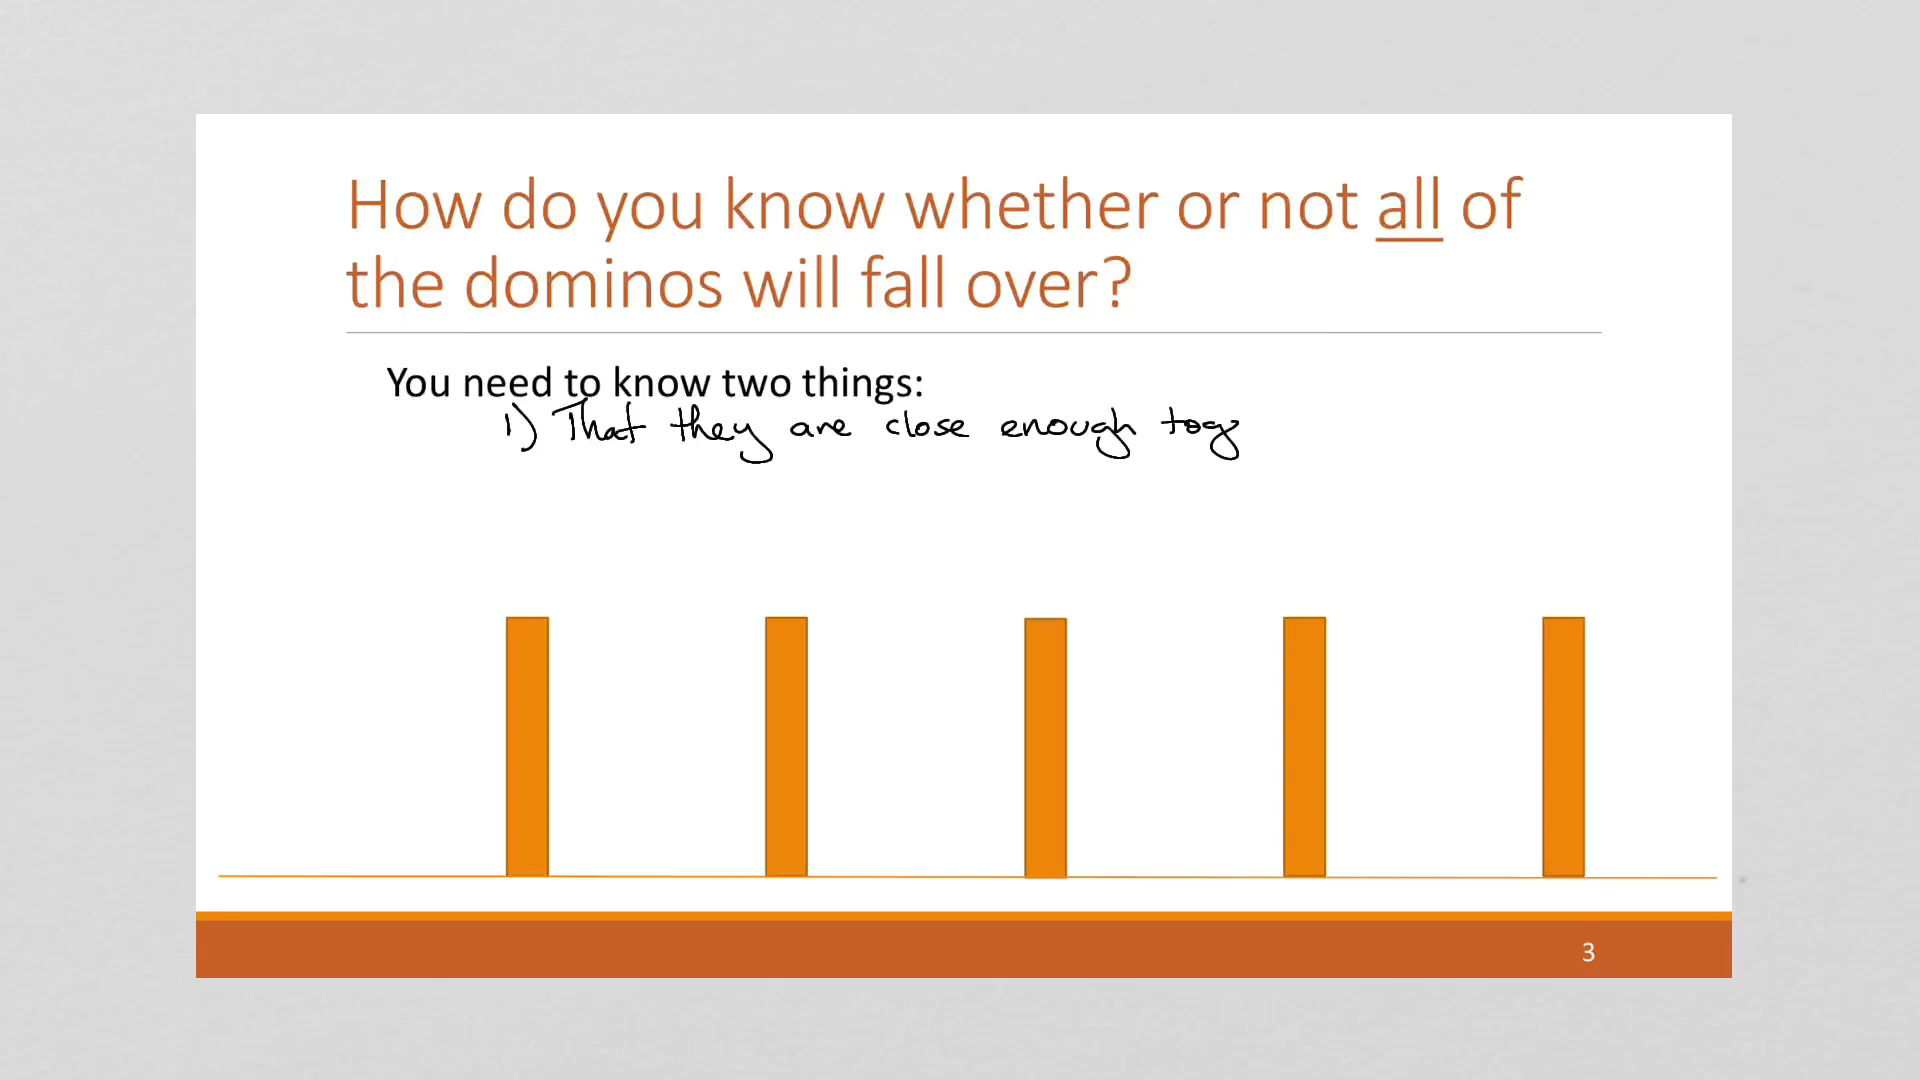 How do you know whether or not all of
the dominos will fall over?
You need to know two things:
1) That they are close enough tog
3